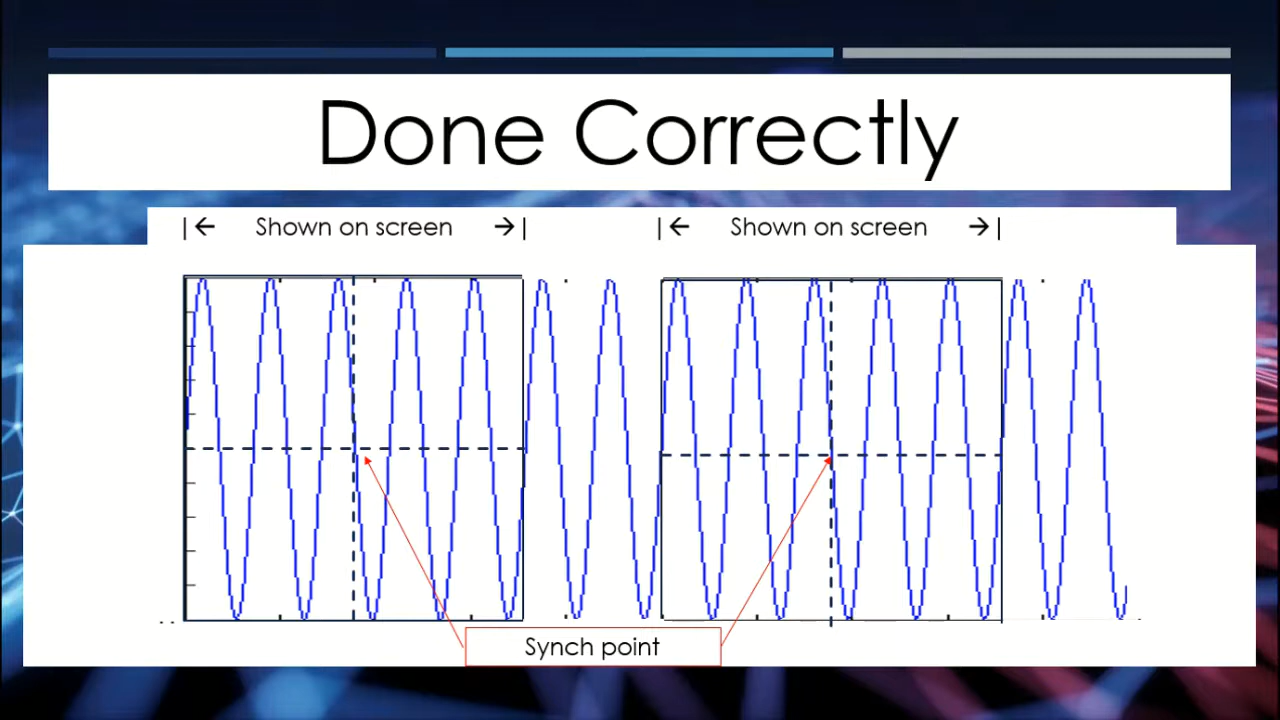 Done Correctly
|← Shown on screen →| |← Shown on screen →|
Synch point